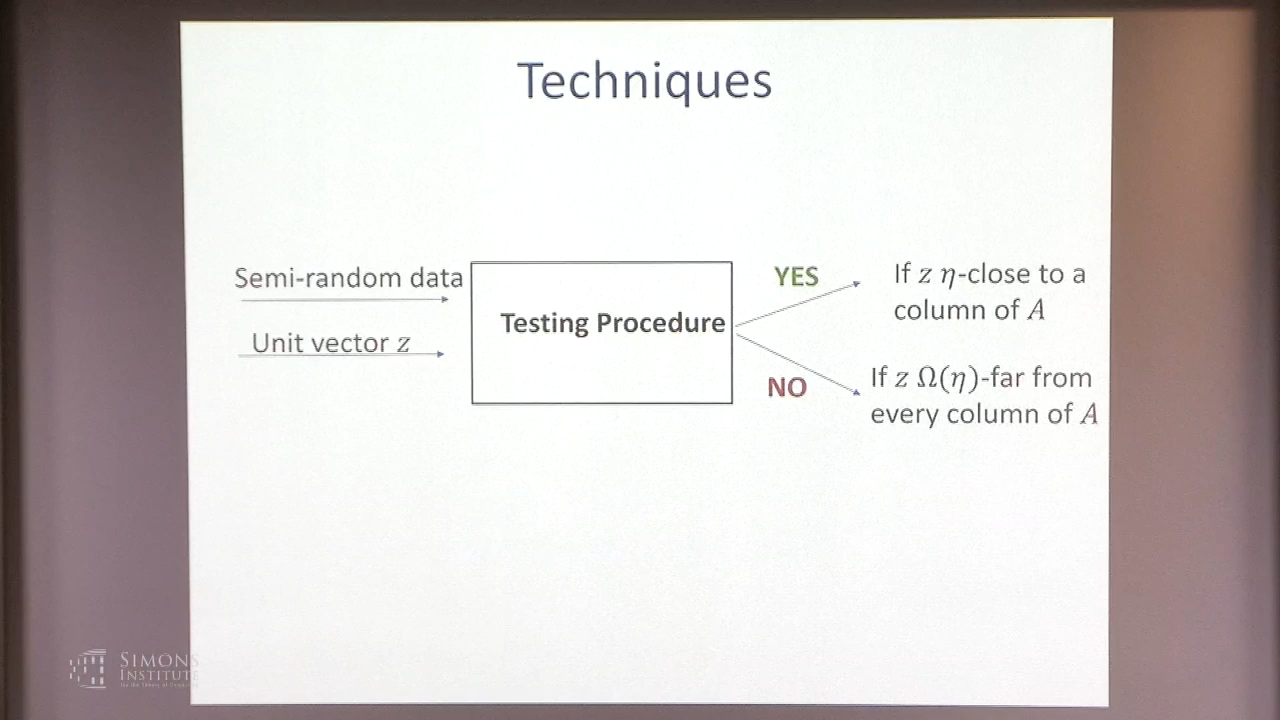 Techniques
Semi-random data
Unit vector z
Testing Procedure
YES
If z η-close to a
column of A
NO
If z Ω(η)-far from
every column of A
SIMONS
INSTITUTE